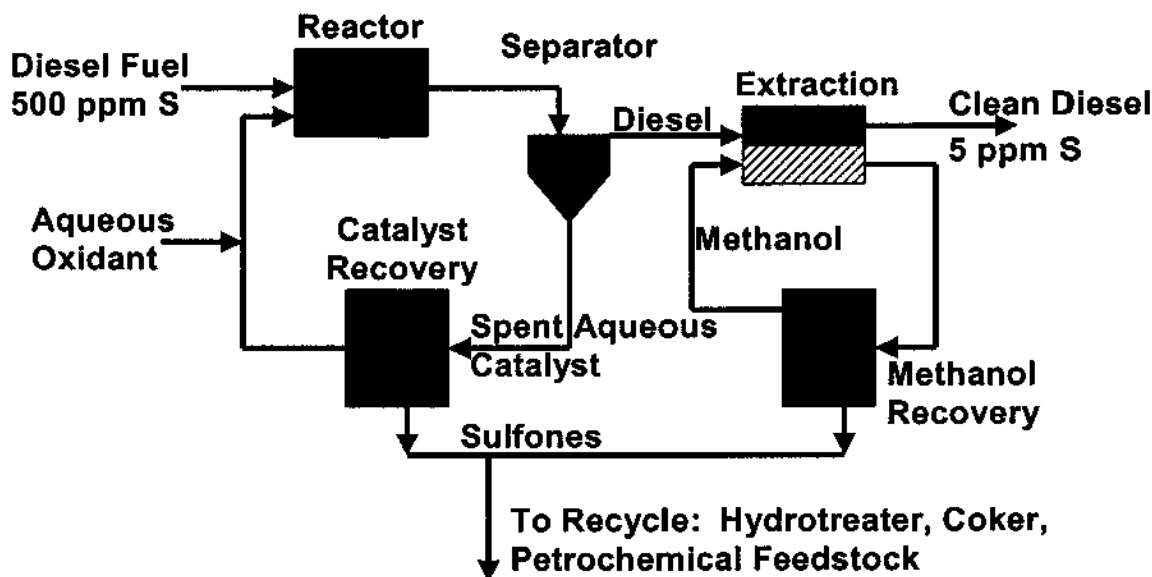 Reactor
Separator
Diesel Fuel
500 ppm S
Extraction
Clean Diesel
5 ppm S
Diesel
Aqueous
Oxidant
Catalyst
Recovery
Methanol
Spent Aqueous
Catalyst
Methanol
Recovery
Sulfones
To Recycle: Hydrotreater, Coker,
Petrochemical Feedstock